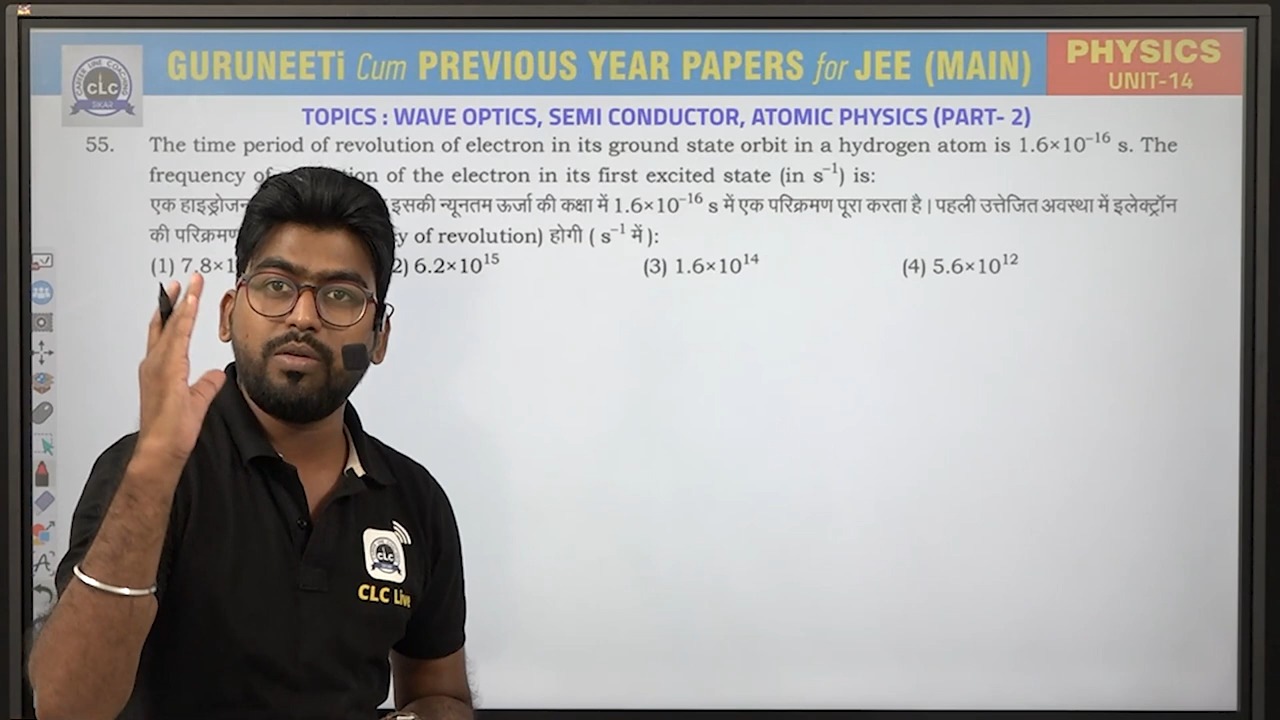 GURUNEETi Cum PREVIOUS YEAR PAPERS for JEE (MAIN)
PHYSICS
UNIT-14
CLC
SIKAR
TOPICS : WAVE OPTICS, SEMI CONDUCTOR, ATOMIC PHYSICS (PART- 2)
55. The time period of revolution of electron in its ground state orbit in a hydrogen atom is 1.6×10⁻¹⁶ s. The
frequency of tion of the electron in its first excited state (in s⁻¹) is:
एक हाइड्रोजन इसकी न्यूनतम ऊर्जा की कक्षा में 1.6×10⁻¹⁶ s में एक परिक्रमण पूरा करता है। पहली उत्तेजित अवस्था में इलेक्ट्रॉन
की परिक्रमण y of revolution) होगी ( s⁻¹ में ):
(1) 7.8×1 2) 6.2×10¹⁵ (3) 1.6×10¹⁴ (4) 5.6×10¹²
CLC
CLC Live